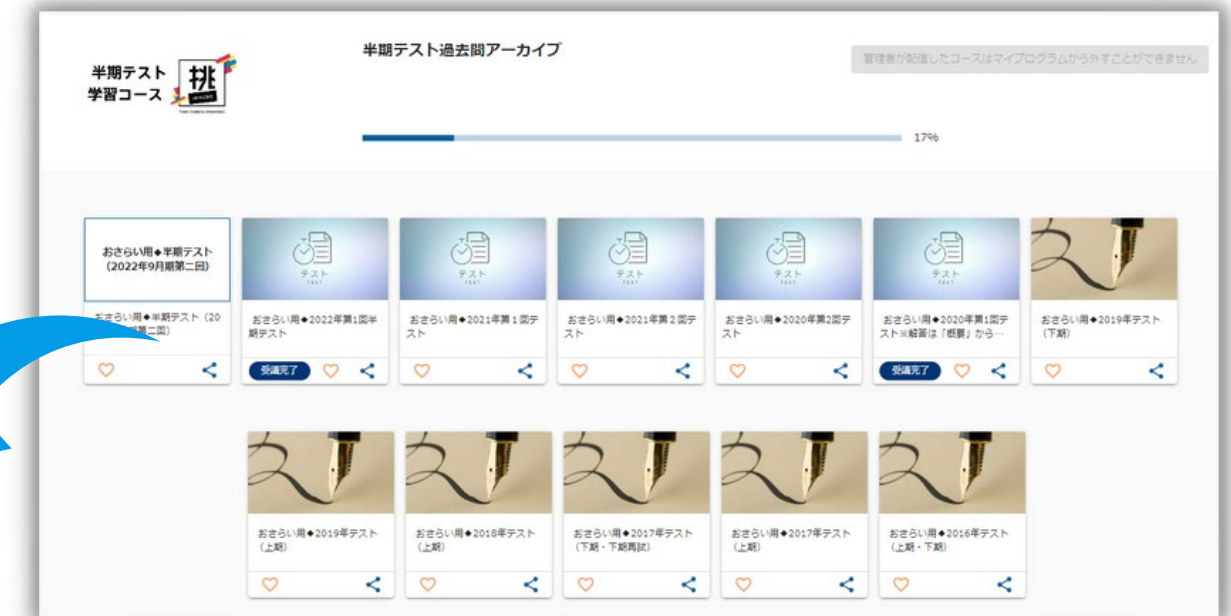 半期テスト過去問アーカイブ
管理者が配信したコースはマイプログラムから外すことができません
半期テスト
学習コース
挑
17%
おさらい用◆半期テスト
(2022年9月期第二回)
テスト
TEST
テスト
TEST
テスト
TEST
テスト
TEST
テスト
TEST
おさらい用◆半期テスト（20
第二回）
おさらい用◆2022年第1回半
期テスト
おさらい用◆2021年第１回テ
スト
おさらい用◆2021年第２回テ
スト
おさらい用◆2020年第2回テ
スト
おさらい用◆2020年第1回テ
スト※解答は「概要」から…
おさらい用◆2019年テスト
（下期）
受講完了
受講完了
おさらい用◆2019年テスト
（上期）
おさらい用◆2018年テスト
（上期）
おさらい用◆2017年テスト
（下期・下期再試）
おさらい用◆2017年テスト
（上期）
おさらい用◆2016年テスト
（上期・下期）